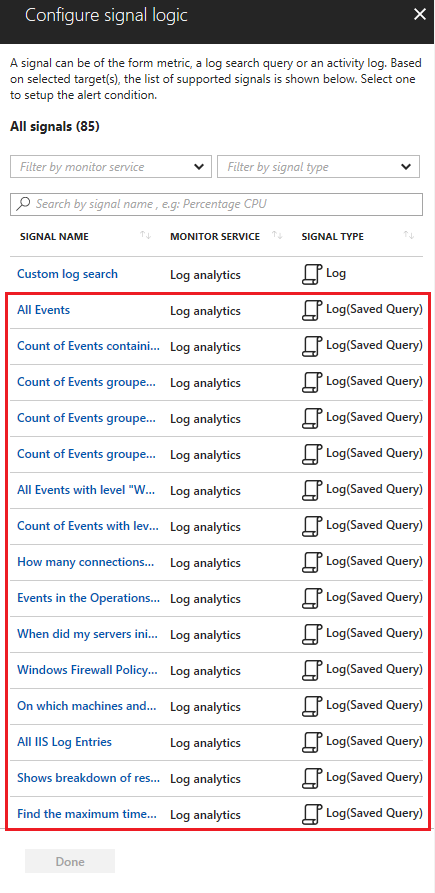 Configure signal logic
A signal can be of the form metric, a log search query or an activity log. Based
on selected target(s), the list of supported signals is shown below. Select one
to setup the alert condition.
All signals (85)
Filter by monitor service Filter by signal type
Search by signal name , e.g: Percentage CPU
SIGNAL NAME MONITOR SERVICE SIGNAL TYPE
Custom log search Log analytics Log
All Events Log analytics Log(Saved Query)
Count of Events containi... Log analytics Log(Saved Query)
Count of Events groupe... Log analytics Log(Saved Query)
Count of Events groupe... Log analytics Log(Saved Query)
Count of Events groupe... Log analytics Log(Saved Query)
All Events with level "W... Log analytics Log(Saved Query)
Count of Events with lev... Log analytics Log(Saved Query)
How many connections... Log analytics Log(Saved Query)
Events in the Operations... Log analytics Log(Saved Query)
When did my servers ini... Log analytics Log(Saved Query)
Windows Firewall Policy... Log analytics Log(Saved Query)
On which machines and... Log analytics Log(Saved Query)
All IIS Log Entries Log analytics Log(Saved Query)
Shows breakdown of res... Log analytics Log(Saved Query)
Find the maximum time... Log analytics Log(Saved Query)
Done